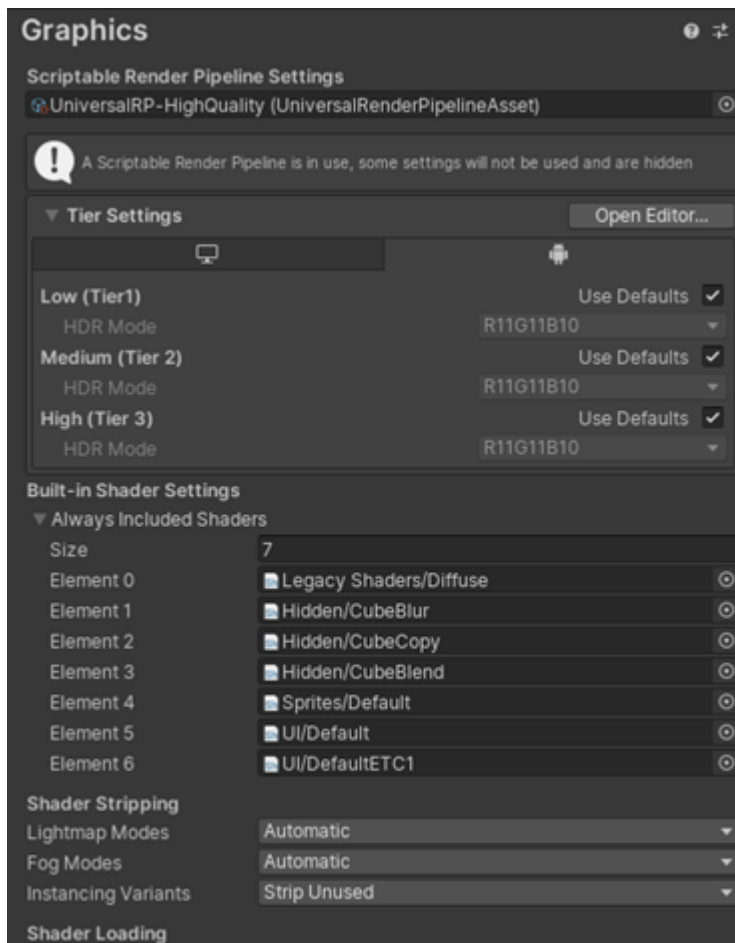 Graphics
Scriptable Render Pipeline Settings
UniversalRP-HighQuality (UniversalRenderPipelineAsset)
A Scriptable Render Pipeline is in use, some settings will not be used and are hidden
Tier Settings
Open Editor...
Low (Tier1)
Use Defaults
HDR Mode
R11G11B10
Medium (Tier 2)
Use Defaults
HDR Mode
R11G11B10
High (Tier 3)
Use Defaults
HDR Mode
R11G11B10
Built-in Shader Settings
Always Included Shaders
Size 7
Element 0 Legacy Shaders/Diffuse
Element 1 Hidden/CubeBlur
Element 2 Hidden/CubeCopy
Element 3 Hidden/CubeBlend
Element 4 Sprites/Default
Element 5 UI/Default
Element 6 UI/DefaultETC1
Shader Stripping
Lightmap Modes Automatic
Fog Modes Automatic
Instancing Variants Strip Unused
Shader Loading